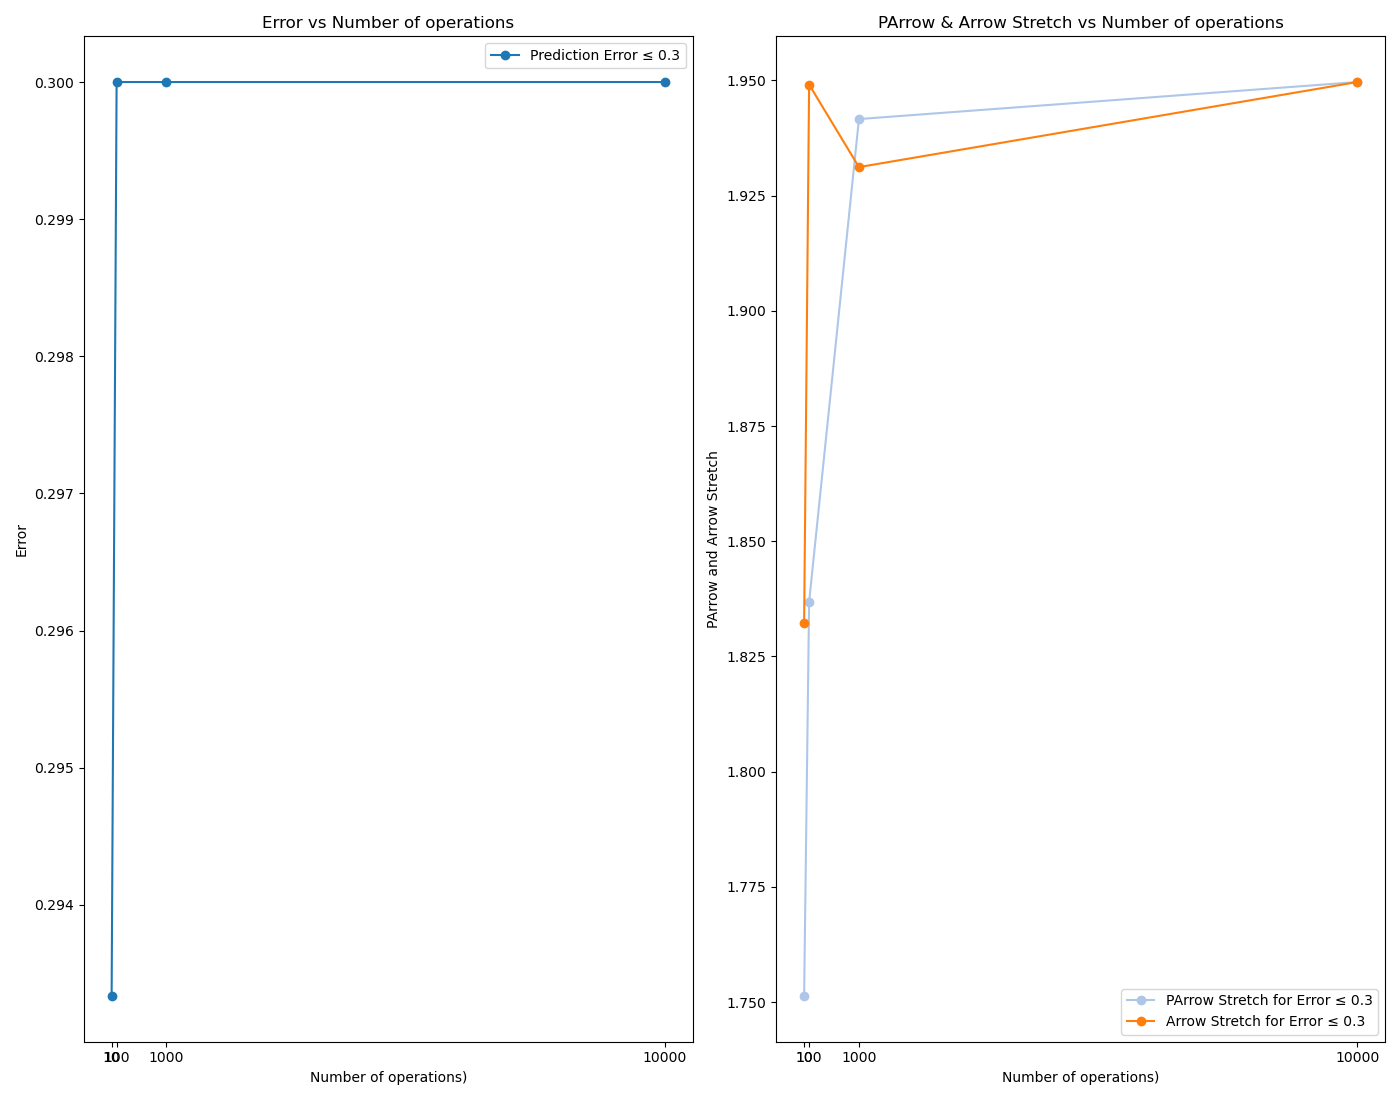 Error vs Number of operations
Prediction Error ≤ 0.3
0.300
0.299
0.298
0.297
0.296
0.295
0.294
Error
10
100
1000
10000
Number of operations)
PArrow & Arrow Stretch vs Number of operations
1.950
1.925
1.900
1.875
1.850
1.825
1.800
1.775
1.750
PArrow and Arrow Stretch
PArrow Stretch for Error ≤ 0.3
Arrow Stretch for Error ≤ 0.3
10
100
1000
10000
Number of operations)